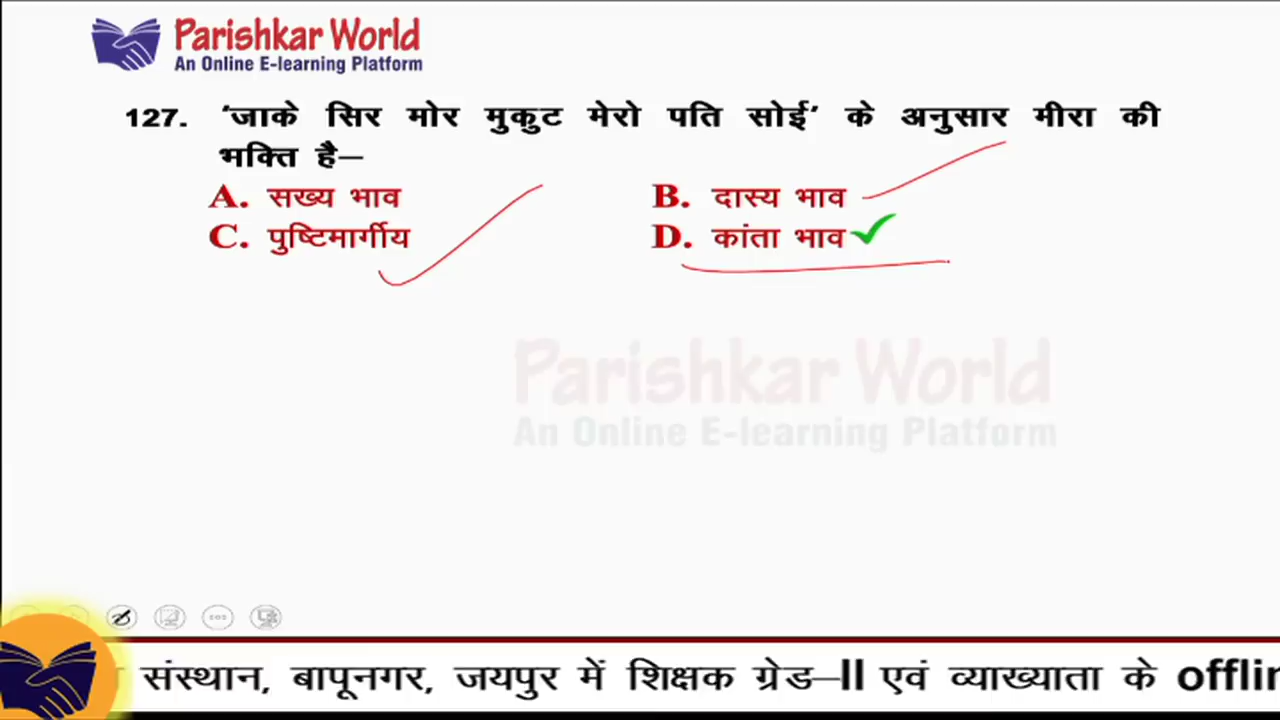 Parishkar World
An Online E-learning Platform
127. 'जाके सिर मोर मुकुट मेरो पति सोई' के अनुसार मीरा की
भक्ति है–
A. सख्य भाव
B. दास्य भाव
C. पुष्टिमार्गीय
D. कांता भाव
Parishkar World
An Online E-learning Platform
संस्थान, बापूनगर, जयपुर में शिक्षक ग्रेड–II एवं व्याख्याता के offlin